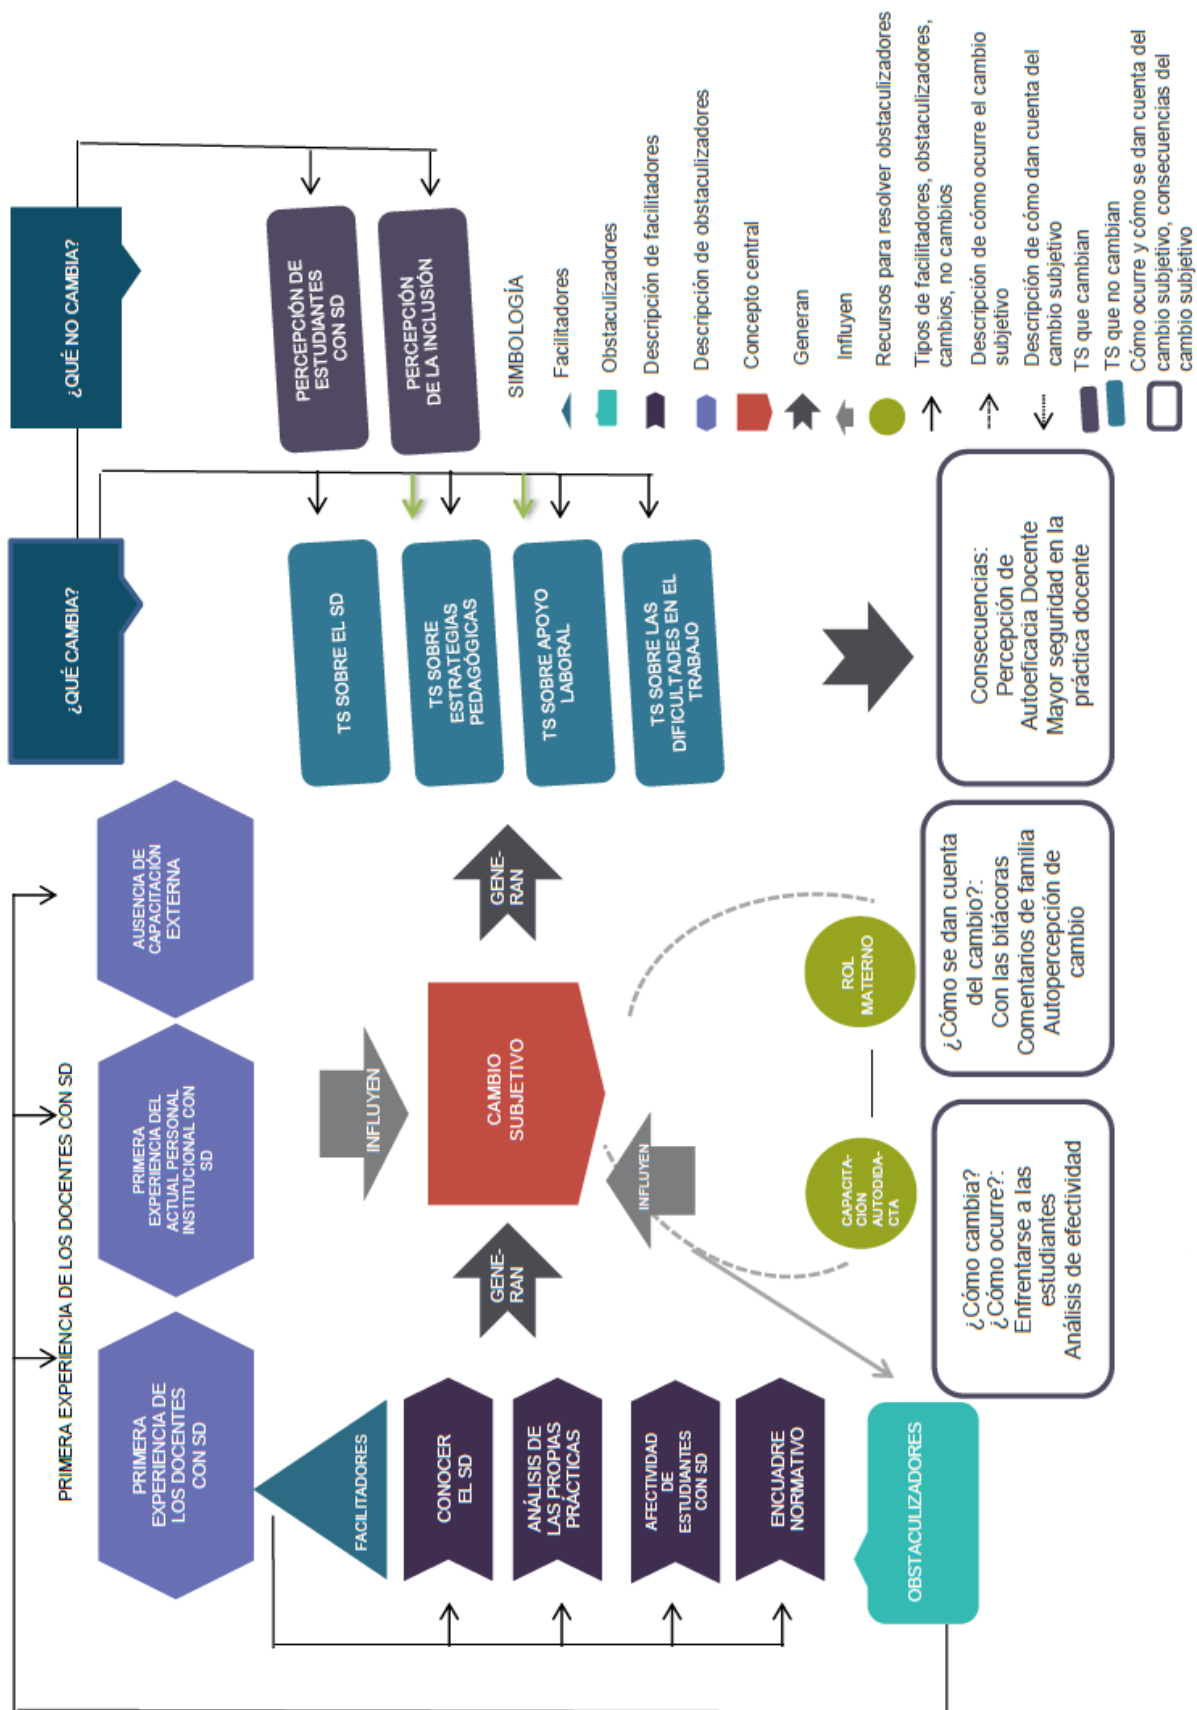 PRIMERA EXPERIENCIA DE LOS DOCENTES CON SD
PRIMERA
EXPERIENCIA DE
LOS DOCENTES
CON SD
PRIMERA
EXPERIENCIA DEL
ACTUAL PERSONAL
INSTITUCIONAL CON
SD
AUSENCIA DE
CAPACITACIÓN
EXTERNA
¿QUÉ CAMBIA?
¿QUÉ NO CAMBIA?
FACILITADORES
CONOCER
EL SD
ANÁLISIS DE
LAS PROPIAS
PRÁCTICAS
AFECTIVIDAD
DE
ESTUDIANTES
CON SD
ENCUADRE
NORMATIVO
OBSTACULIZADORES
GENE-
RAN
INFLUYEN
CAMBIO
SUBJETIVO
INFLUYEN
GENE-
RAN
CAPACITA-
CIÓN
AUTODIDA-
CTA
ROL
MATERNO
TS SOBRE EL SD
TS SOBRE
ESTRATEGIAS
PEDAGÓGICAS
TS SOBRE APOYO
LABORAL
TS SOBRE LAS
DIFICULTADES EN EL
TRABAJO
PERCEPCIÓN DE
ESTUDIANTES
CON SD
PERCEPCIÓN
DE LA INCLUSIÓN
¿Cómo cambia?
¿Cómo ocurre?:
Enfrentarse a las
estudiantes
Análisis de efectividad
¿Cómo se dan cuenta
del cambio?:
Con las bitácoras
Comentarios de familia
Autopercepción de
cambio
Consecuencias:
Percepción de
Autoeficacia Docente
Mayor seguridad en la
práctica docente
SIMBOLOGÍA
Facilitadores
Obstaculizadores
Descripción de facilitadores
Descripción de obstaculizadores
Concepto central
Generan
Influyen
Recursos para resolver obstaculizadores
Tipos de facilitadores, obstaculizadores,
cambios, no cambios
Descripción de cómo ocurre el cambio
subjetivo
Descripción de cómo dan cuenta del
cambio subjetivo
TS que cambian
TS que no cambian
Cómo ocurre y cómo se dan cuenta del
cambio subjetivo, consecuencias del
cambio subjetivo